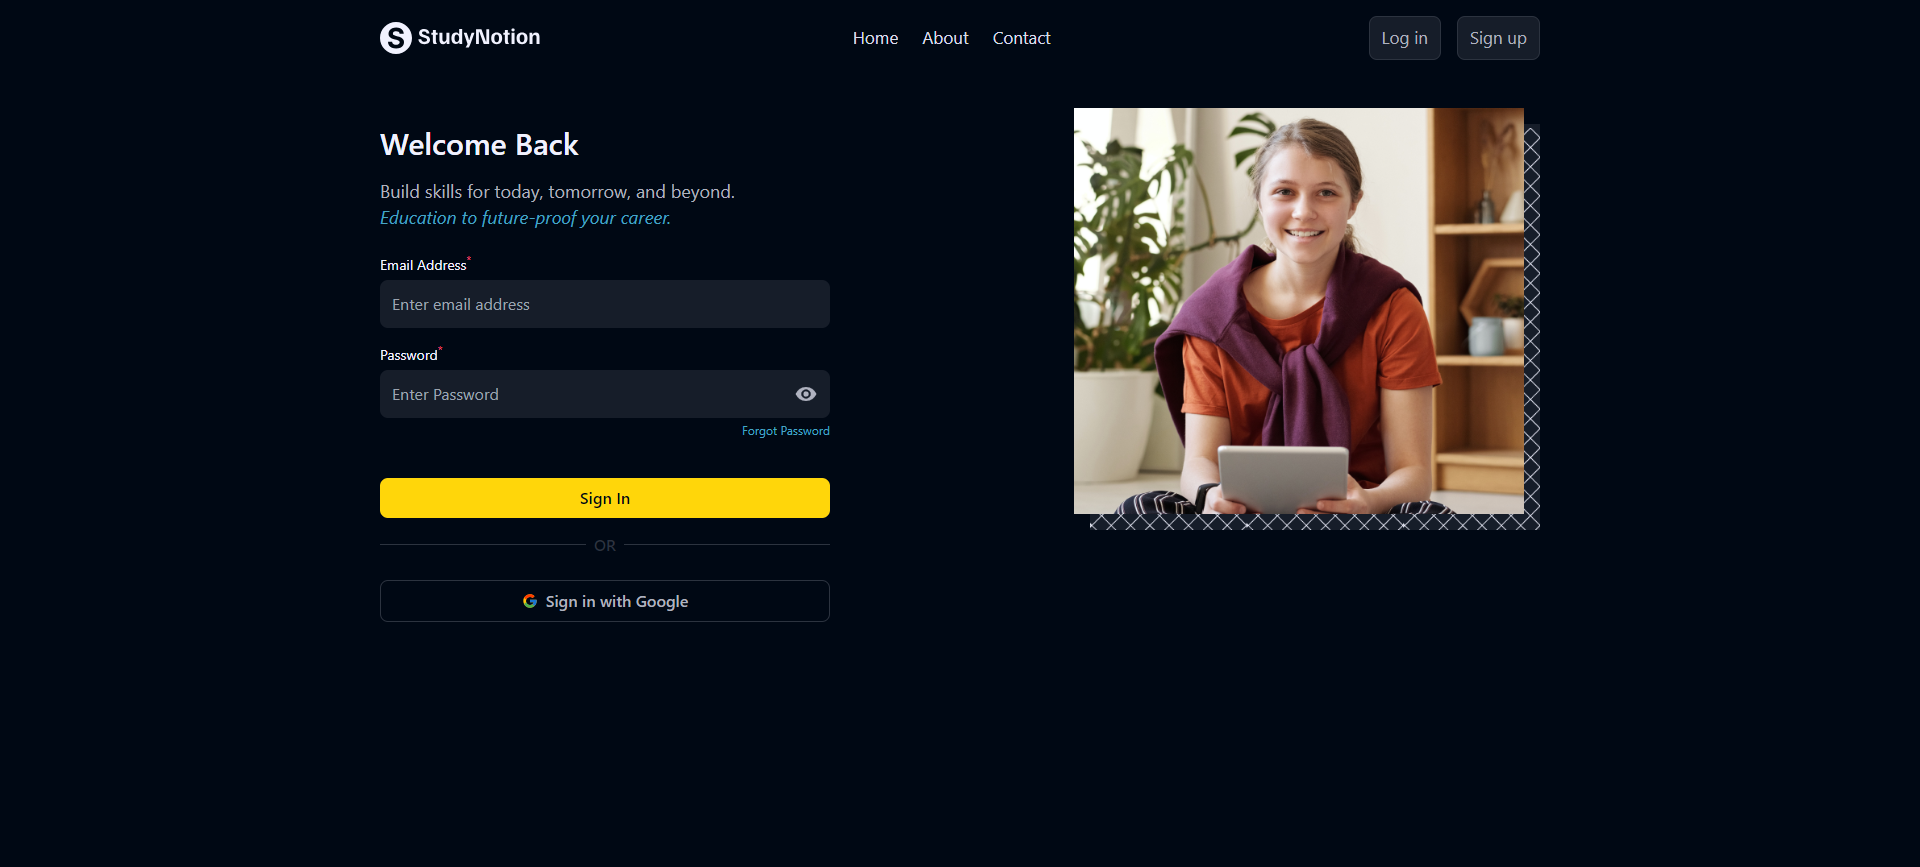 StudyNotion
Home About Contact
Log in Sign up
Welcome Back
Build skills for today, tomorrow, and beyond.
Education to future-proof your career.
Email Address*
Enter email address
Password*
Enter Password
Forgot Password
Sign In
OR
Sign in with Google